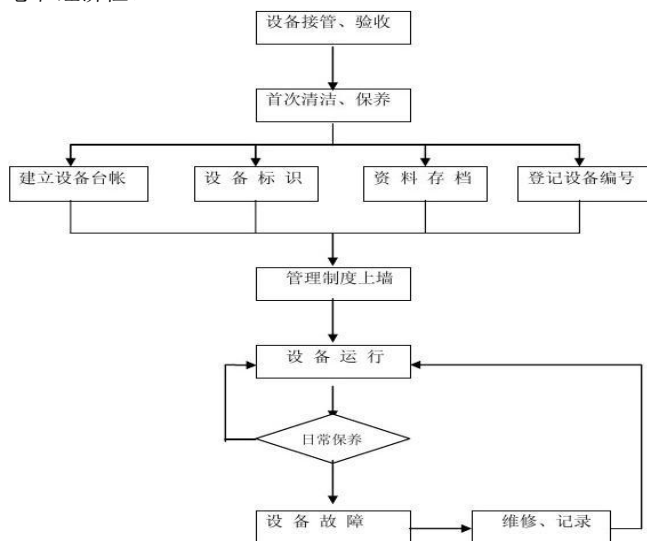 设备接管、验收
首次清洁、保养
建立设备台帐
设 备 标 识
资 料 存 档
登记设备编号
管理制度上墙
设 备 运 行
日常保养
设 备 故 障
维修、记录